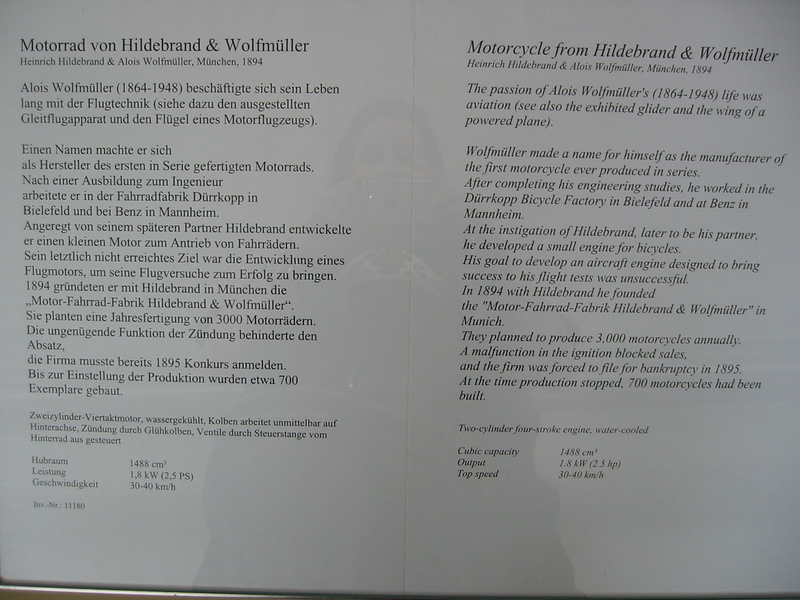 Motorrad von Hildebrand & Wolfmüller
Heinrich Hildebrand & Alois Wolfmüller, München, 1894
Alois Wolfmüller (1864-1948) beschäftigte sich sein Leben
lang mit der Flugtechnik (siehe dazu den ausgestellten
Gleitflugapparat und den Flügel eines Motorflugzeugs).
Einen Namen machte er sich
als Hersteller des ersten in Serie gefertigten Motorrads.
Nach einer Ausbildung zum Ingenieur
arbeitete er in der Fahrradfabrik Dürrkopp in
Bielefeld und bei Benz in Mannheim.
Angeregt von seinem späteren Partner Hildebrand entwickelte
er einen kleinen Motor zum Antrieb von Fahrrädern.
Sein letztlich nicht erreichtes Ziel war die Entwicklung eines
Flugmotors, um seine Flugversuche zum Erfolg zu bringen.
1894 gründeten er mit Hildebrand in München die
„Motor-Fahrrad-Fabrik Hildebrand & Wolfmüller“.
Sie planten eine Jahresfertigung von 3000 Motorrädern.
Die ungenügende Funktion der Zündung behinderte den
Absatz,
die Firma musste bereits 1895 Konkurs anmelden.
Bis zur Einstellung der Produktion wurden etwa 700
Exemplare gebaut.
Zweizylinder-Viertaktmotor, wassergekühlt, Kolben arbeitet unmittelbar auf
Hinterachse, Zündung durch Glühkolben, Ventile durch Steuerstange vom
Hinterrad aus gesteuert
Hubraum 1488 cm³
Leistung 1,8 kW (2,5 PS)
Geschwindigkeit 30-40 km/h
Inv.-Nr.: 11180
Motorcycle from Hildebrand & Wolfmüller
Heinrich Hildebrand & Alois Wolfmüller, München, 1894
The passion of Alois Wolfmüller's (1864-1948) life was
aviation (see also the exhibited glider and the wing of a
powered plane).
Wolfmüller made a name for himself as the manufacturer of
the first motorcycle ever produced in series.
After completing his engineering studies, he worked in the
Dürrkopp Bicycle Factory in Bielefeld and at Benz in
Mannheim.
At the instigation of Hildebrand, later to be his partner,
he developed a small engine for bicycles.
His goal to develop an aircraft engine designed to bring
success to his flight tests was unsuccessful.
In 1894 with Hildebrand he founded
the "Motor-Fahrrad-Fabrik Hildebrand & Wolfmüller" in
Munich.
They planned to produce 3,000 motorcycles annually.
A malfunction in the ignition blocked sales,
and the firm was forced to file for bankruptcy in 1895.
At the time production stopped, 700 motorcycles had been
built.
Two-cylinder four-stroke engine, water-cooled
Cubic capacity 1488 cm³
Output 1.8 kW (2.5 hp)
Top speed 30-40 km/h